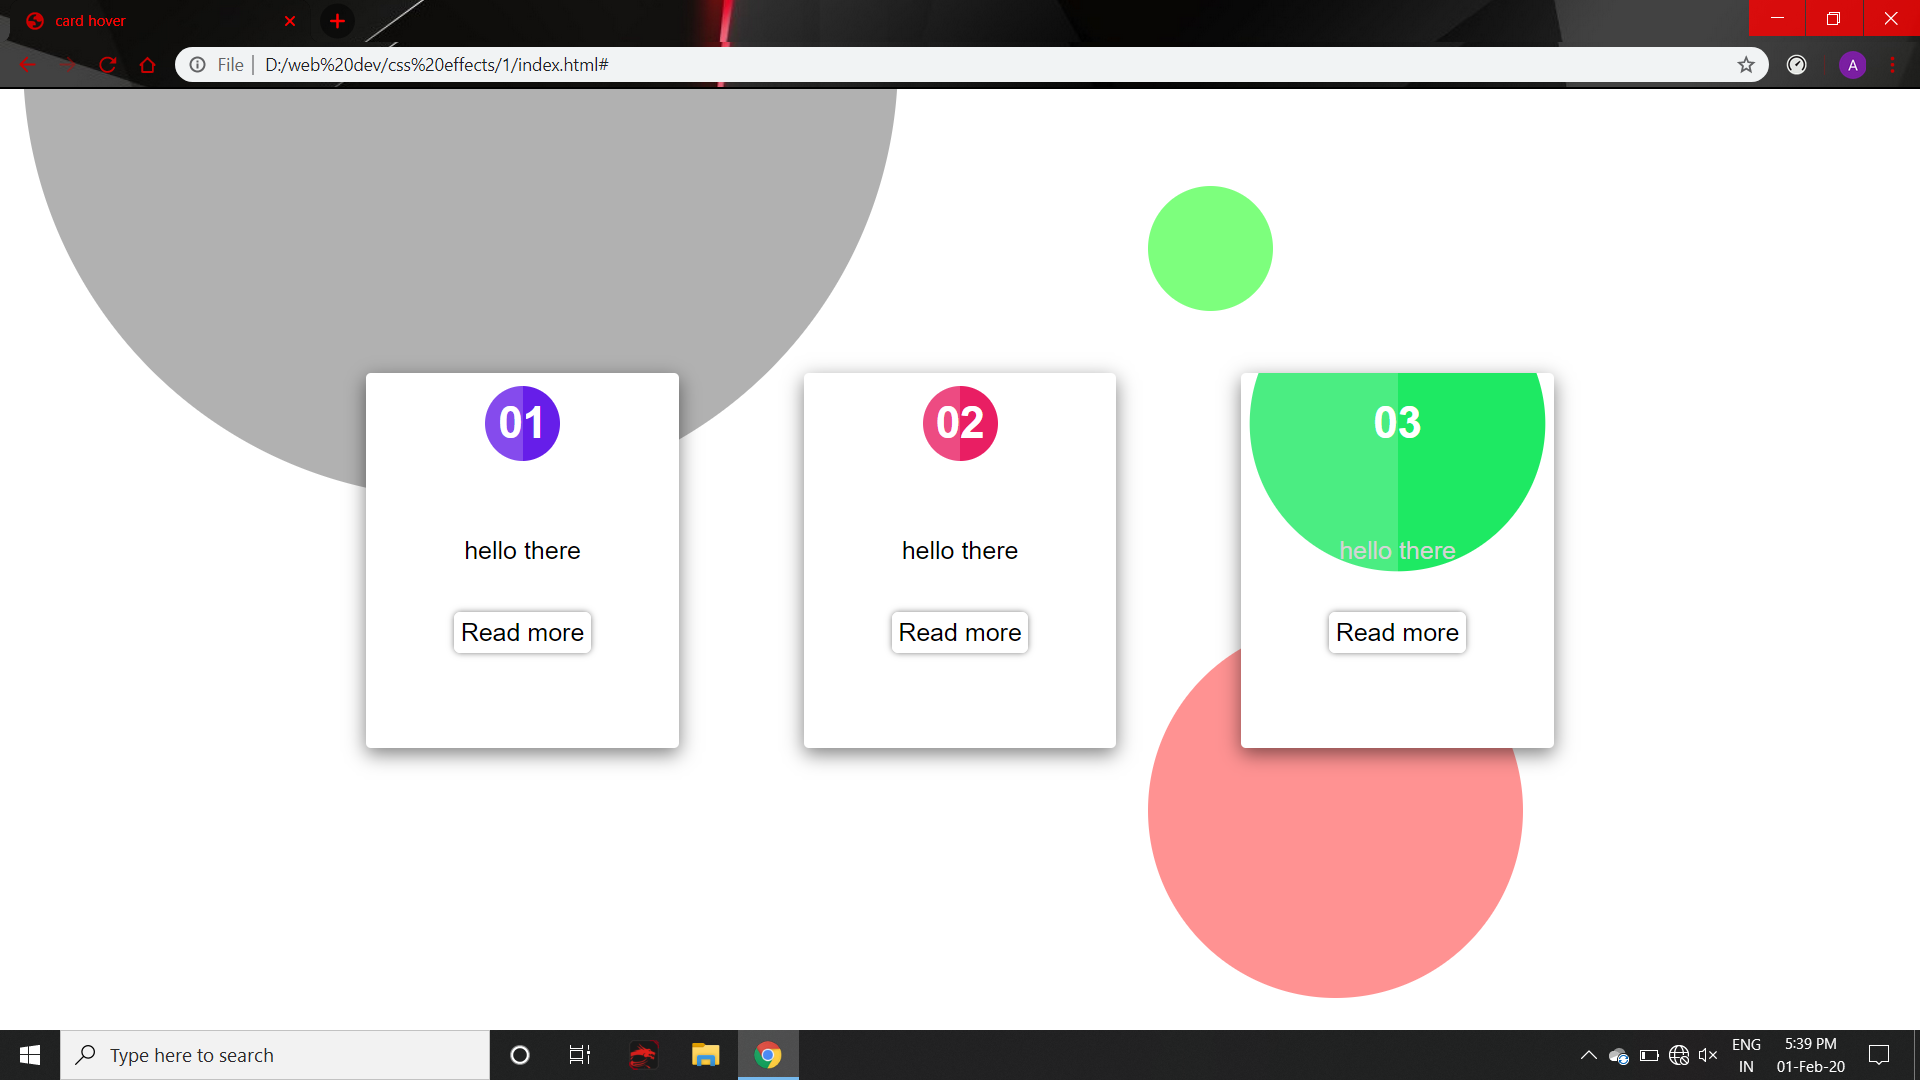 card hover
File
D:/web%20dev/css%20effects/1/index.html#
A
01
02
03
hello there
hello there
hello there
Read more
Read more
Read more
Type here to search
ENG
IN
5:39 PM
01-Feb-20